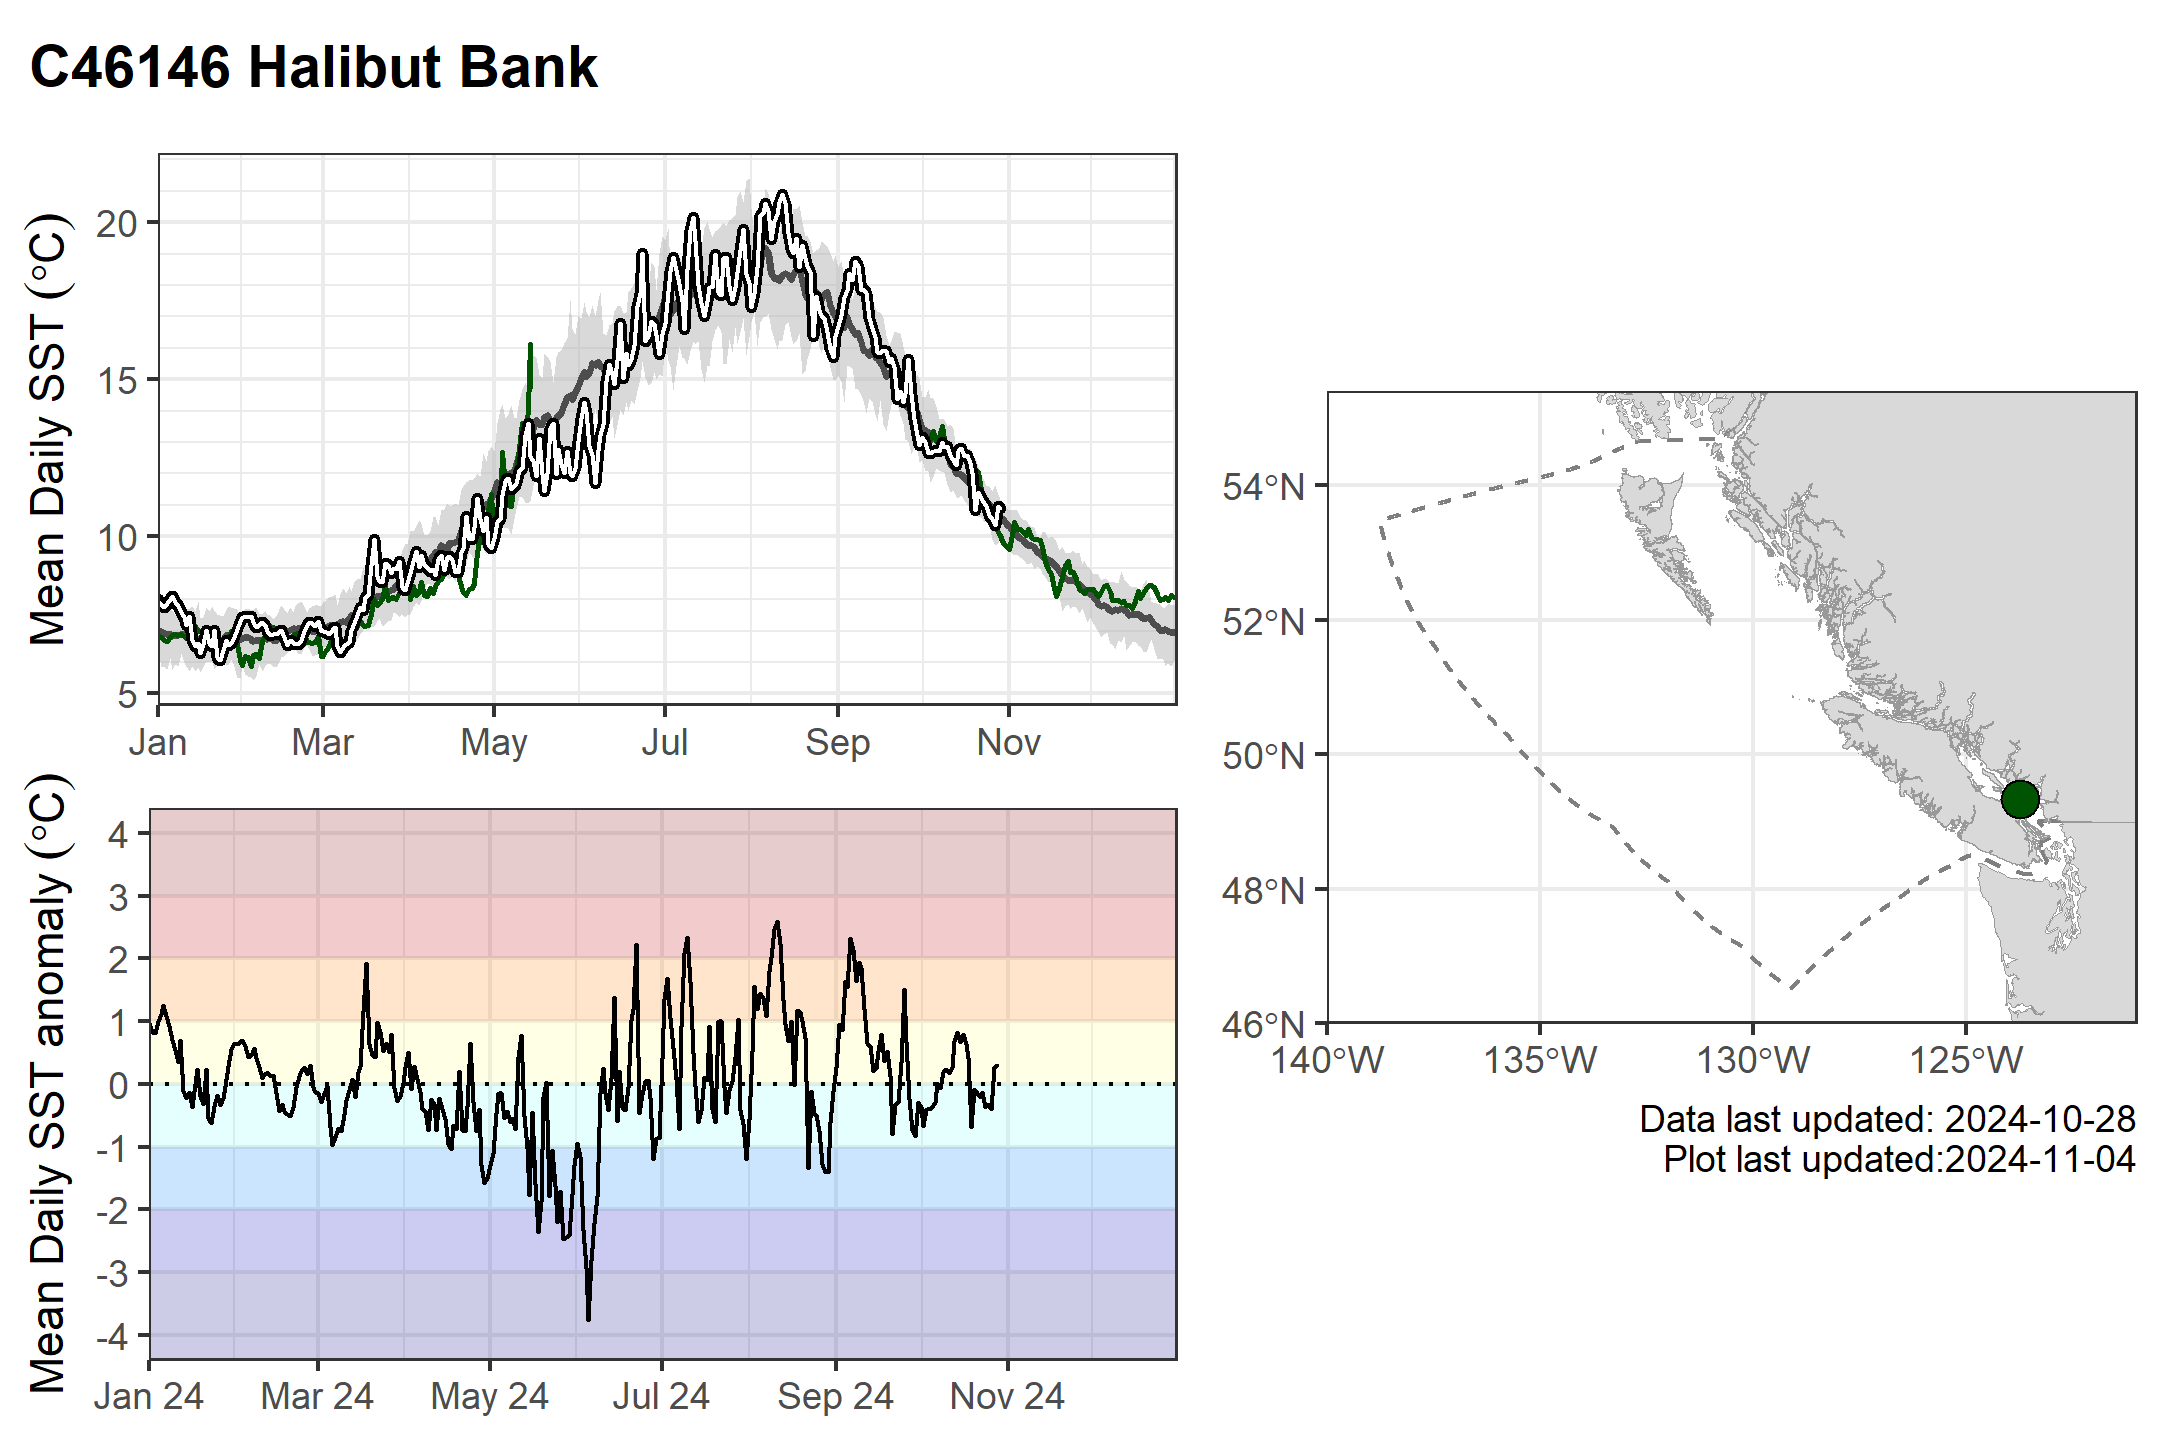 C46146 Halibut Bank
Mean Daily SST (°C)
20
15
10
5
Jan Mar May Jul Sep Nov
Mean Daily SST anomaly (°C)
4
3
2
1
0
-1
-2
-3
-4
Jan 24 Mar 24 May 24 Jul 24 Sep 24 Nov 24
54°N
52°N
50°N
48°N
46°N
140°W 135°W 130°W 125°W
Data last updated: 2024-10-28
Plot last updated:2024-11-04